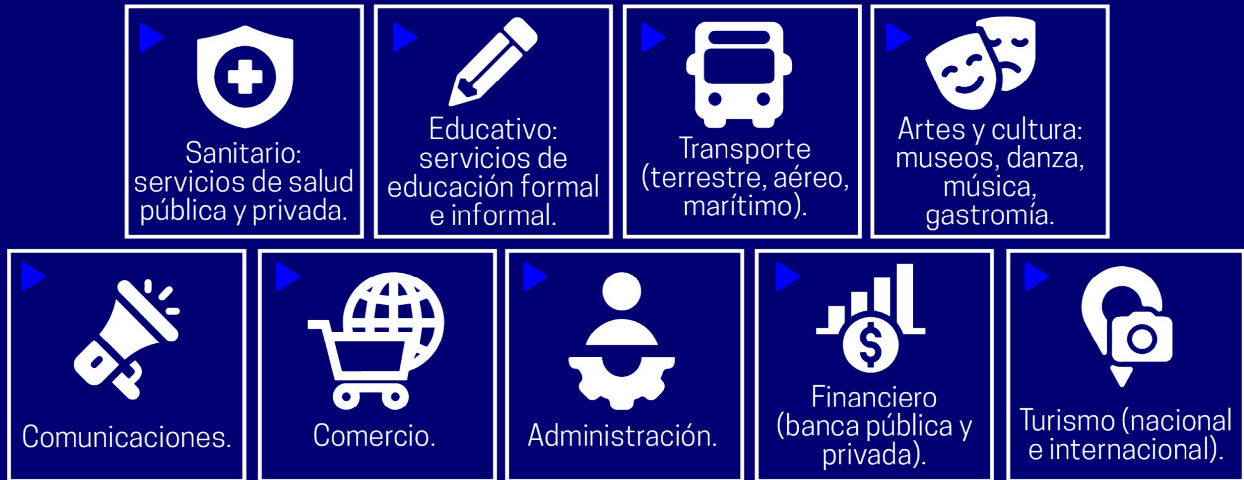 Sanitario:
servicios de salud
pública y privada.
Educativo:
servicios de
educación formal
e informal.
Transporte
(terrestre, aéreo,
marítimo).
Artes y cultura:
museos, danza,
música,
gastromía.
Comunicaciones.
Comercio.
Administración.
$
Financiero
(banca pública y
privada).
Turismo (nacional
e internacional).